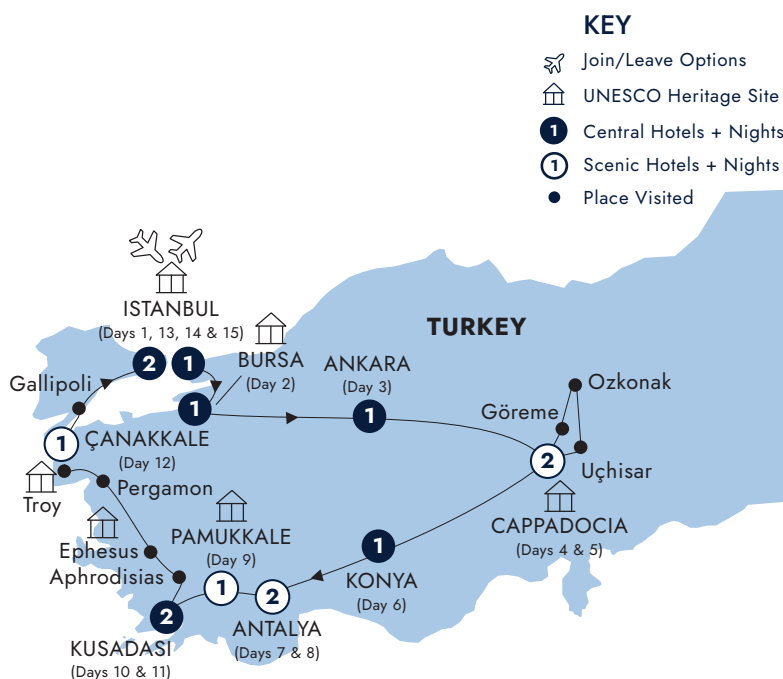 KEY
Join/Leave Options
UNESCO Heritage Site
1 Central Hotels + Nights
1 Scenic Hotels + Nights
Place Visited
ISTANBUL
(Days 1, 13, 14 & 15)
2
1
TURKEY
BURSA
(Day 2)
1
ANKARA
(Day 3)
1
Gallipoli
1
ÇANAKKALE
(Day 12)
Ozkonak
Göreme
Uçhisar
2
CAPPADOCIA
(Days 4 & 5)
Troy
Pergamon
Ephesus
Aphrodisias
PAMUKKALE
(Day 9)
1
1
KONYA
(Day 6)
2
ANTALYA
(Days 7 & 8)
2
KUSADASI
(Days 10 & 11)